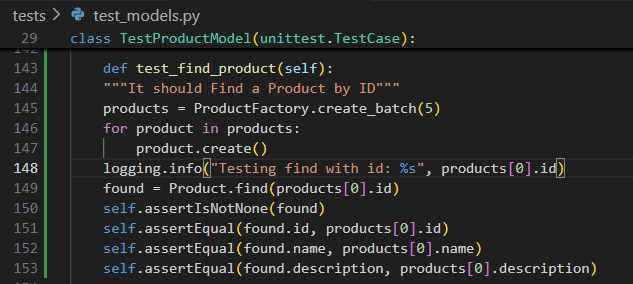 tests > test_models.py
class TestProductModel(unittest.TestCase):
143 def test_find_product(self):
144 """It should Find a Product by ID"""
145 products = ProductFactory.create_batch(5)
146 for product in products:
147 product.create()
148 logging.info("Testing find with id: %s", products[0].id)
149 found = Product.find(products[0].id)
150 self.assertIsNotNone(found)
151 self.assertEqual(found.id, products[0].id)
152 self.assertEqual(found.name, products[0].name)
153 self.assertEqual(found.description, products[0].description)